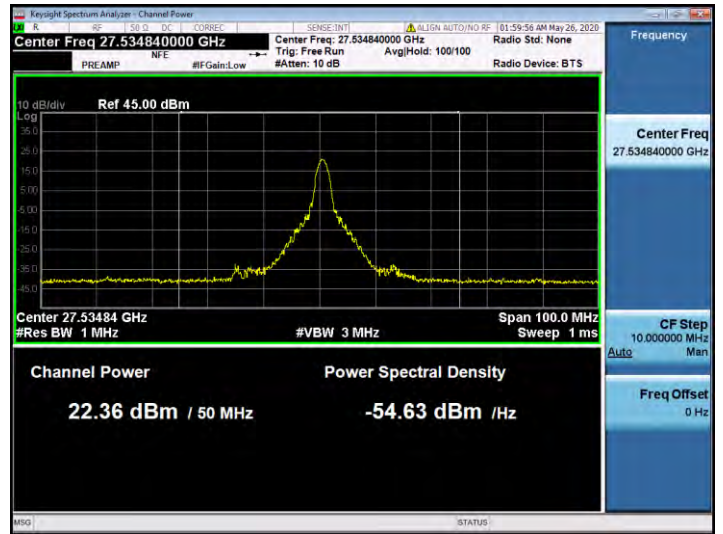 Keysight Spectrum Analyzer - Channel Power
R RF 50 Ω DC CORREC SENSE:INT ALIGN AUTO/NO RF 01:59:56 AM May 26, 2020
Center Freq 27.534840000 GHz Center Freq: 27.534840000 GHz Radio Std: None
NFE Trig: Free Run Avg|Hold: 100/100
PREAMP #IFGain:Low #Atten: 10 dB Radio Device: BTS
Frequency
10 dB/div Ref 45.00 dBm
Log
35.0
25.0
15.0
5.00
-5.00
-15.0
-25.0
-35.0
-45.0
Center Freq
27.534840000 GHz
Center 27.53484 GHz Span 100.0 MHz
#Res BW 1 MHz #VBW 3 MHz Sweep 1 ms
CF Step
10.000000 MHz
Auto Man
Channel Power Power Spectral Density
22.36 dBm / 50 MHz -54.63 dBm /Hz
Freq Offset
0 Hz
MSG STATUS